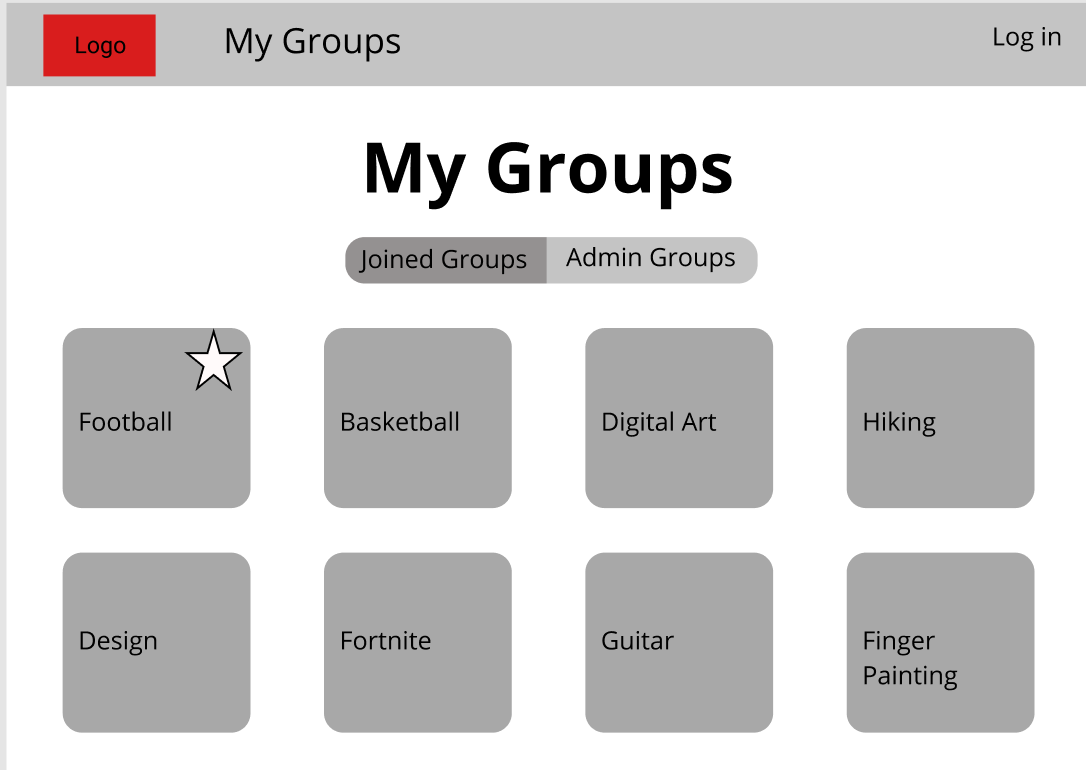 Logo
My Groups
Log in
My Groups
Joined Groups
Admin Groups
Football
Basketball
Digital Art
Hiking
Design
Fortnite
Guitar
Finger
Painting